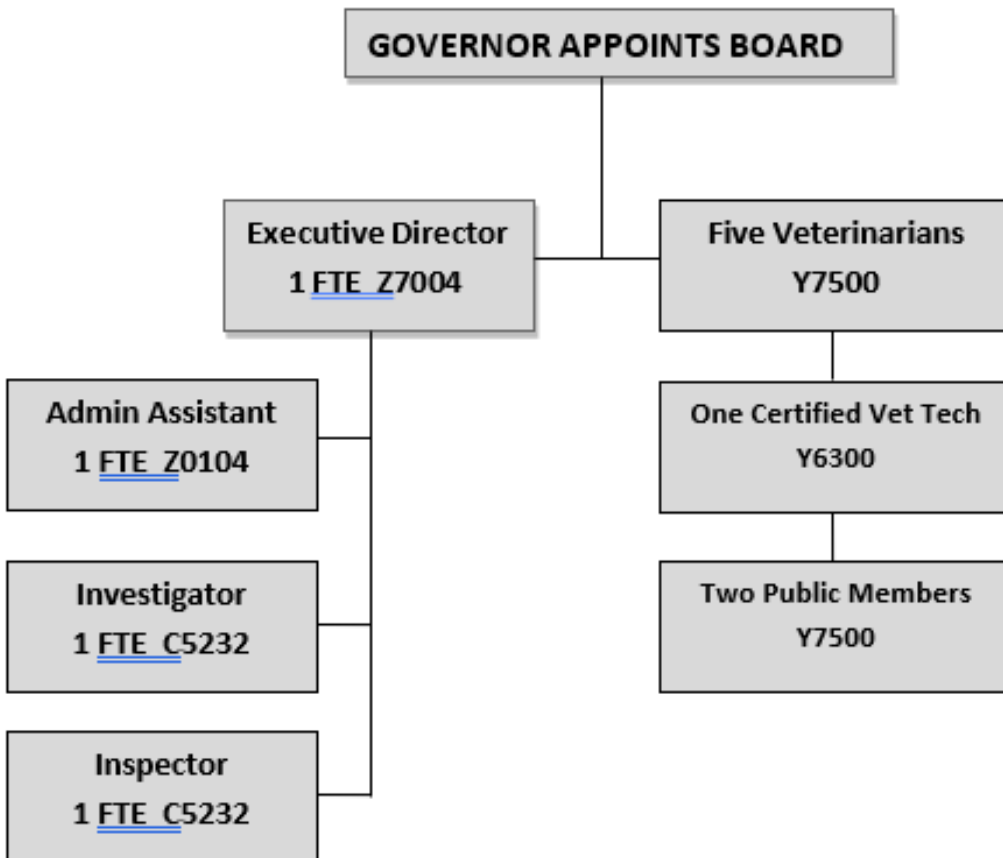 GOVERNOR APPOINTS BOARD
Executive Director
1 FTE Z7004
Five Veterinarians
Y7500
Admin Assistant
1 FTE Z0104
One Certified Vet Tech
Y6300
Investigator
1 FTE C5232
Two Public Members
Y7500
Inspector
1 FTE C5232